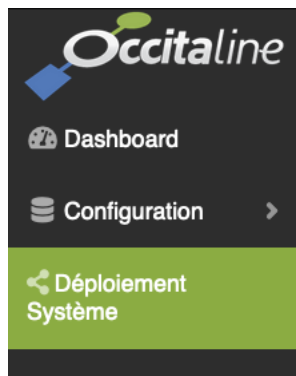 Occitaline
Dashboard
Configuration
Déploiement
Système